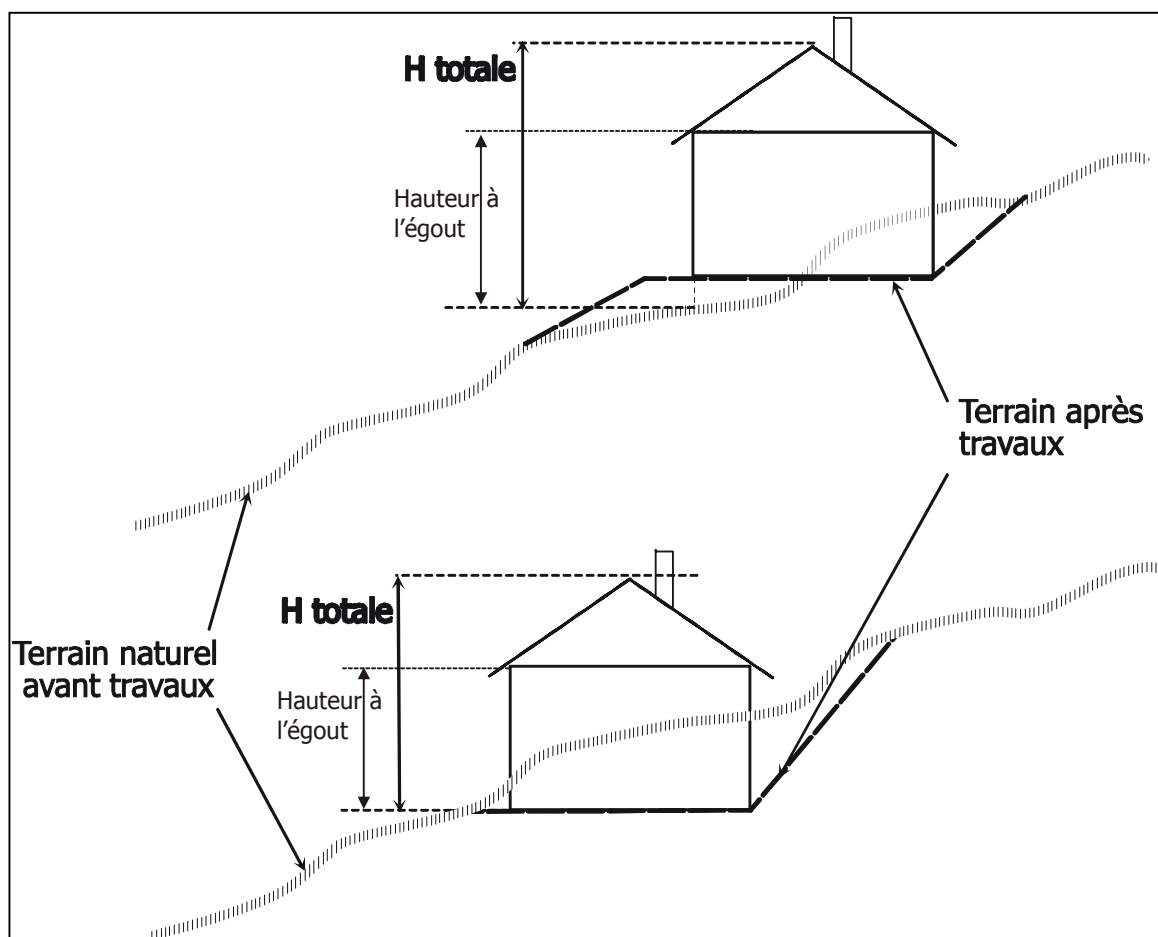 H totale
Hauteur à
l'égout
Terrain après
travaux
H totale
Terrain naturel
avant travaux
Hauteur à
l'égout